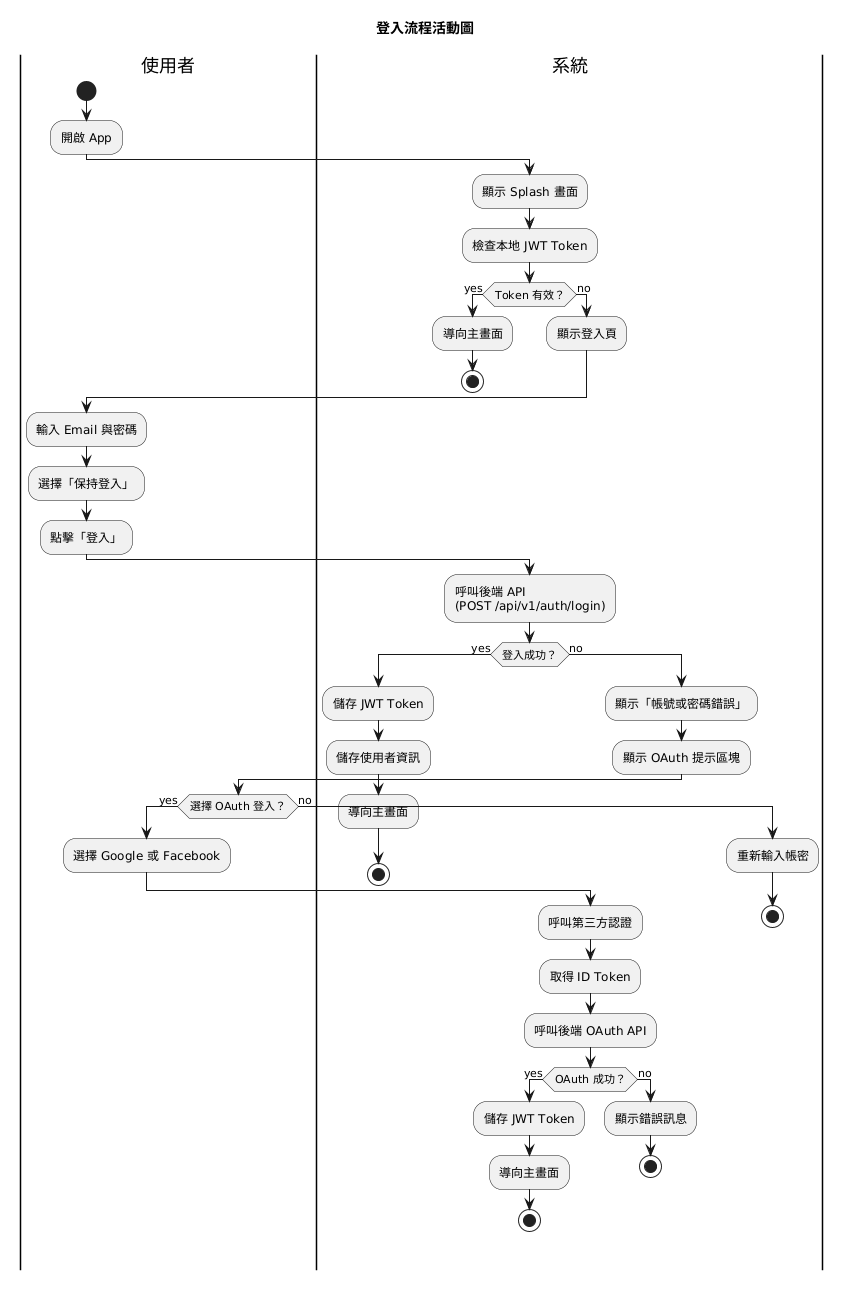 登入流程活動圖
使用者
系統
開啟 App
顯示 Splash 畫面
檢查本地 JWT Token
yes
Token 有效？
no
導向主畫面
顯示登入頁
輸入 Email 與密碼
選擇「保持登入」
點擊「登入」
呼叫後端 API
(POST /api/v1/auth/login)
yes
登入成功？
no
儲存 JWT Token
顯示「帳號或密碼錯誤」
儲存使用者資訊
顯示 OAuth 提示區塊
yes
選擇 OAuth 登入？
no
導向主畫面
選擇 Google 或 Facebook
重新輸入帳密
呼叫第三方認證
取得 ID Token
呼叫後端 OAuth API
yes
OAuth 成功？
no
儲存 JWT Token
顯示錯誤訊息
導向主畫面